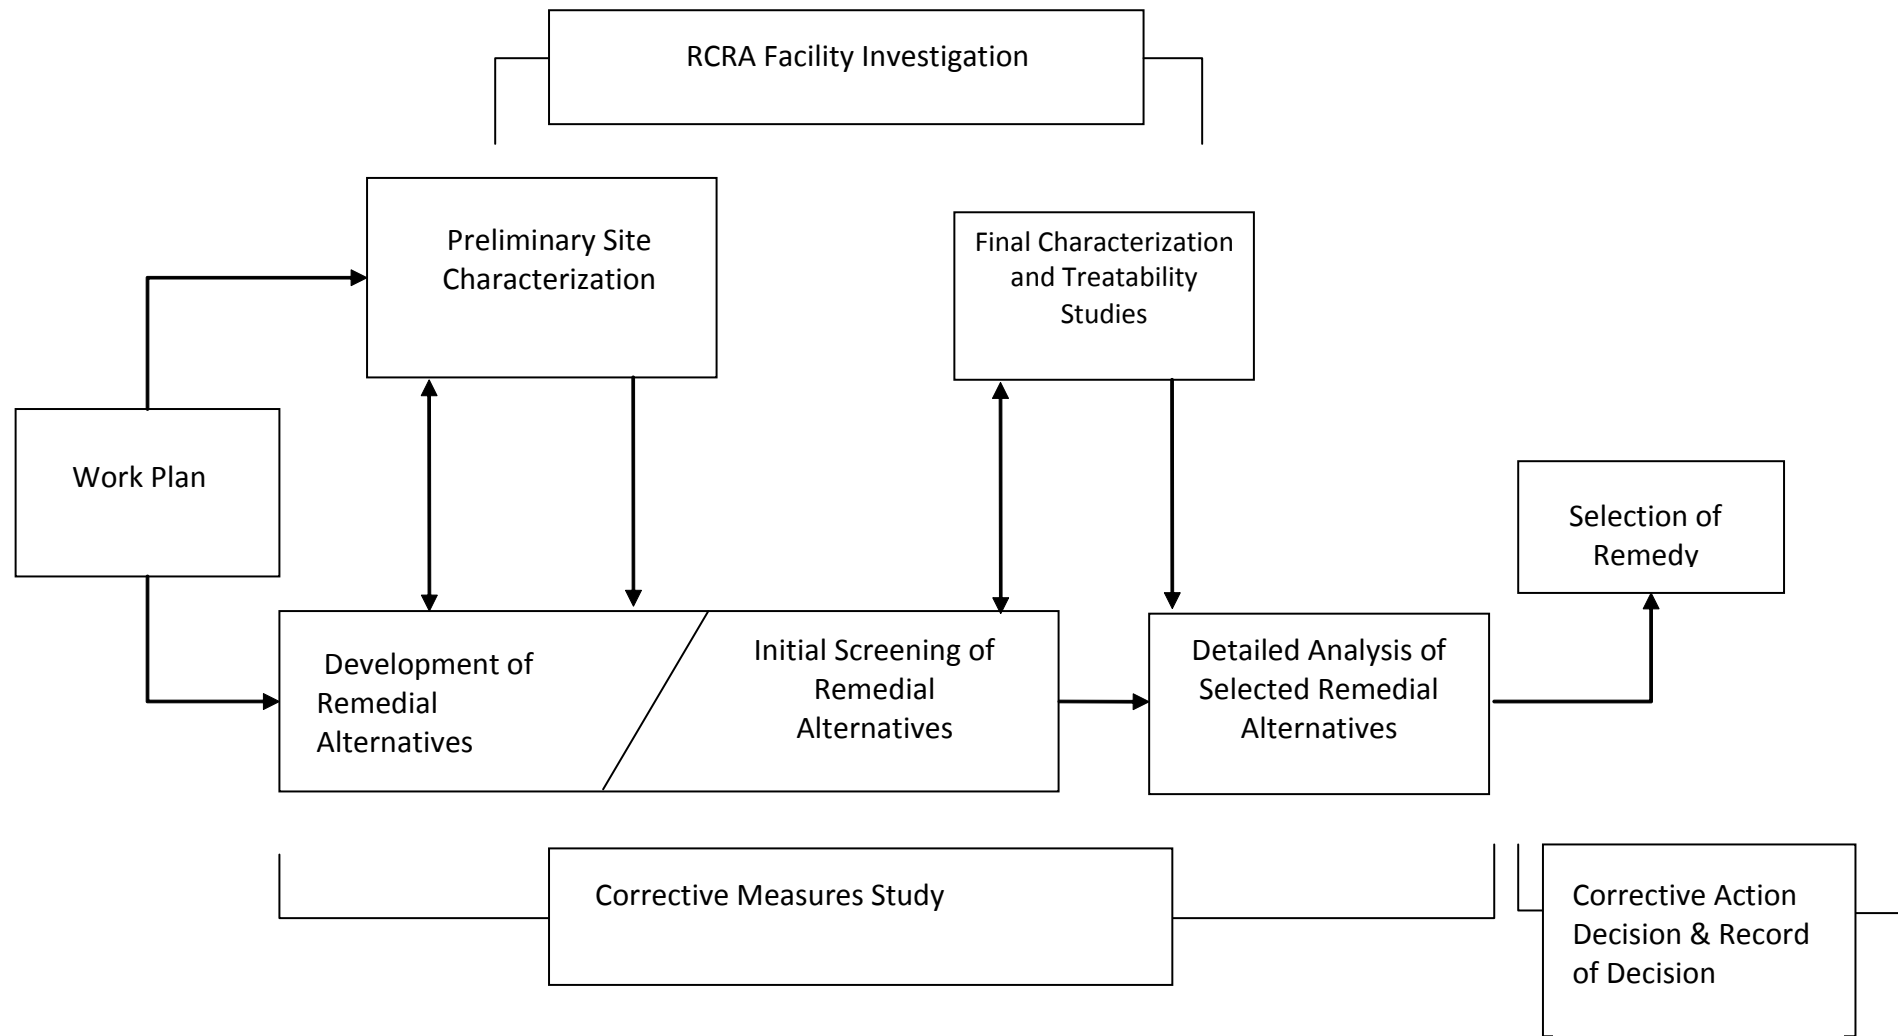 RCRA Facility Investigation
Preliminary Site
Characterization
Final Characterization
and Treatability
Studies
Work Plan
Selection of
Remedy
Development of
Remedial
Alternatives
Initial Screening of
Remedial
Alternatives
Detailed Analysis of
Selected Remedial
Alternatives
Corrective Measures Study
Corrective Action
Decision & Record
of Decision